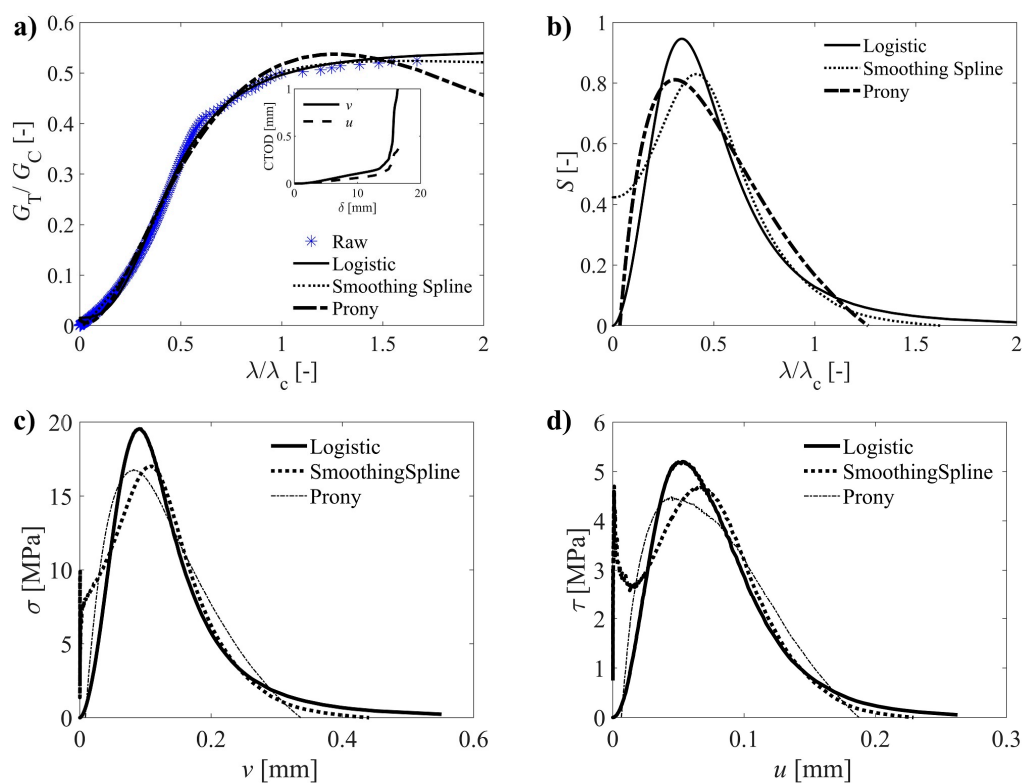 a)
0.6
0.5
0.4
0.3
0.2
0.1
0
G_T/ G_C [-]
0 0.5 1 1.5 2
λ/λ_c [-]
1
0.5
0
CTOD [mm]
0 10 20
δ [mm]
v
u
Raw
Logistic
Smoothing Spline
Prony
b)
1
0.8
0.6
0.4
0.2
0
S [-]
0 0.5 1 1.5 2
λ/λ_c [-]
Logistic
Smoothing Spline
Prony
c)
20
15
10
5
0
σ [MPa]
0 0.2 0.4 0.6
v [mm]
Logistic
SmoothingSpline
Prony
d)
6
5
4
3
2
1
0
τ [MPa]
0 0.1 0.2 0.3
u [mm]
Logistic
SmoothingSpline
Prony